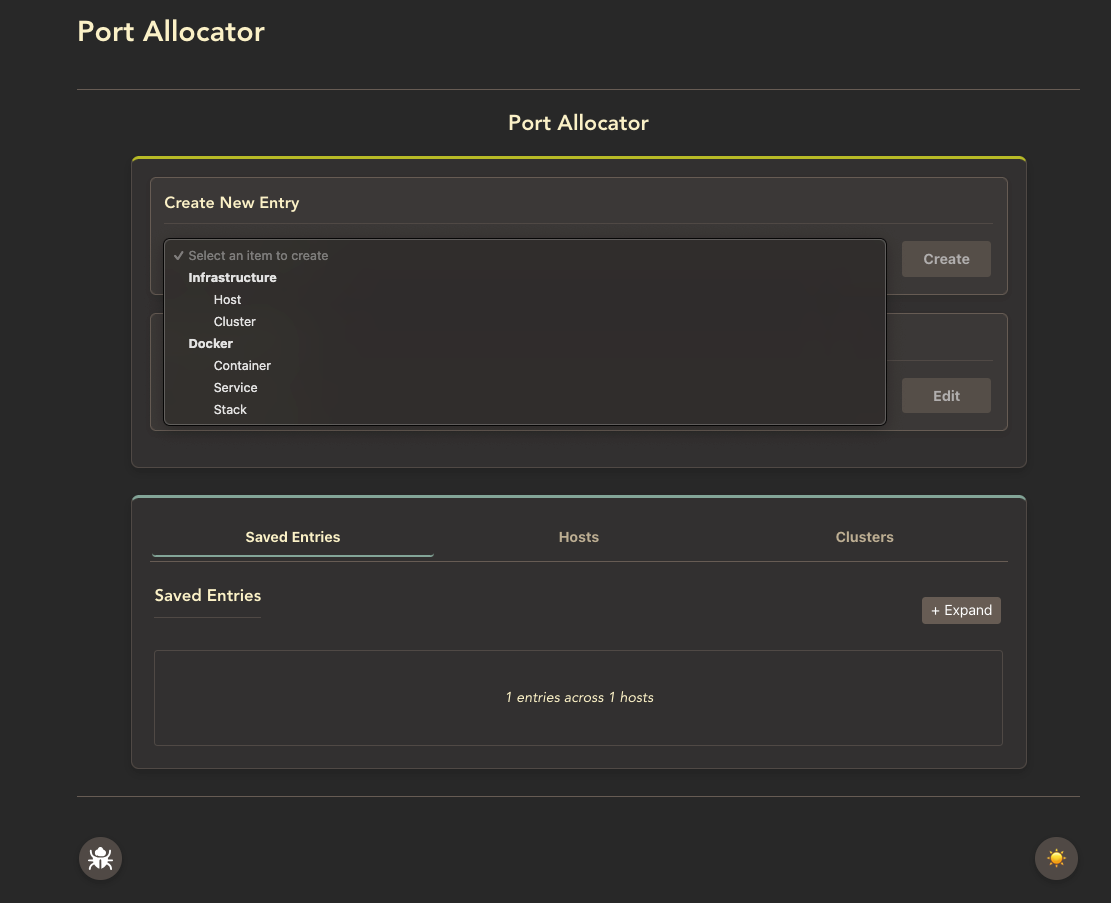 Port Allocator
Port Allocator
Create New Entry
✓ Select an item to create
Infrastructure
Host
Cluster
Docker
Container
Service
Stack
Create
Edit
Saved Entries
Hosts
Clusters
Saved Entries
+ Expand
1 entries across 1 hosts